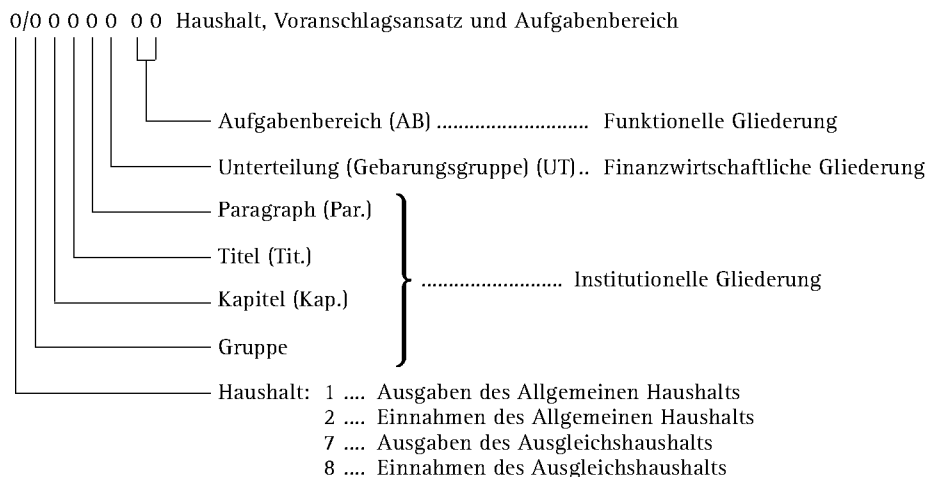 0/0 0 0 0 0 0 0 Haushalt, Voranschlagsansatz und Aufgabenbereich
Aufgabenbereich (AB) ............................ Funktionelle Gliederung
Unterteilung (Gebarungsgruppe) (UT).. Finanzwirtschaftliche Gliederung
Paragraph (Par.)
Titel (Tit.)
.......................... Institutionelle Gliederung
Kapitel (Kap.)
Gruppe
Haushalt: 1 .... Ausgaben des Allgemeinen Haushalts
2 .... Einnahmen des Allgemeinen Haushalts
7 .... Ausgaben des Ausgleichshaushalts
8 .... Einnahmen des Ausgleichshaushalts